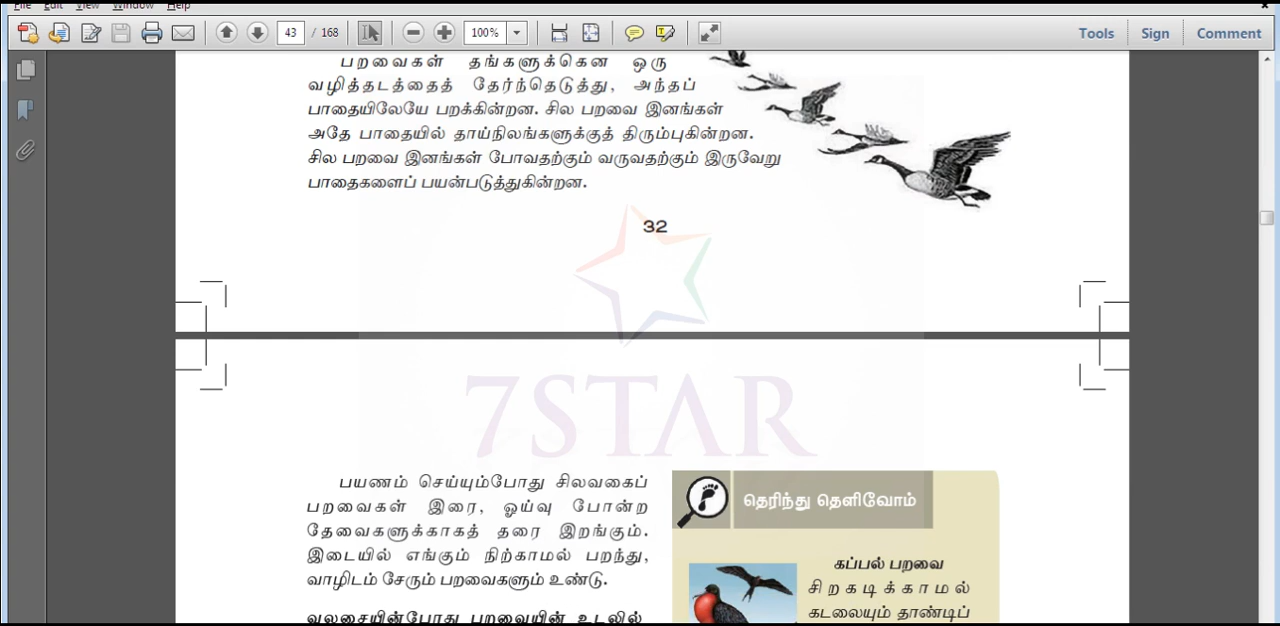 File Edit View Window Help
43 / 168 100% Tools Sign Comment
பறவைகள் தங்களுக்கென ஒரு
வழித்தடத்தைத் தேர்ந்தெடுத்து, அந்தப்
பாதையிலேயே பறக்கின்றன. சில பறவை இனங்கள்
அதே பாதையில் தாய்நிலங்களுக்குத் திரும்புகின்றன.
சில பறவை இனங்கள் போவதற்கும் வருவதற்கும் இருவேறு
பாதைகளைப் பயன்படுத்துகின்றன.
32
7STAR
பயணம் செய்யும்போது சிலவகைப்
பறவைகள் இரை, ஓய்வு போன்ற
தேவைகளுக்காகத் தரை இறங்கும்.
இடையில் எங்கும் நிற்காமல் பறந்து,
வாழிடம் சேரும் பறவைகளும் உண்டு.
வலசையின்போது பறவையின் உடலில்
தெரிந்து தெளிவோம்
கப்பல் பறவை
சிறகடிக்காமல்
கடலையும் தாண்டிப்